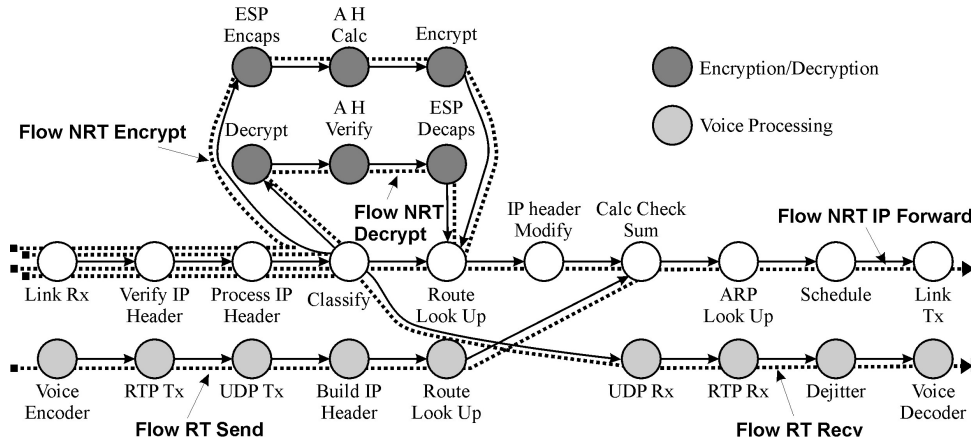 ESP
Encaps
A H
Calc
Encrypt
Encryption/Decryption
Flow NRT Encrypt
Decrypt
A H
Verify
ESP
Decaps
Voice Processing
Flow NRT
Decrypt
IP header
Modify
Calc Check
Sum
Flow NRT IP Forward
Link Rx
Verify IP
Header
Process IP
Header
Classify
Route
Look Up
ARP
Look Up
Schedule
Link
Tx
Voice
Encoder
RTP Tx
UDP Tx
Build IP
Header
Route
Look Up
UDP Rx
RTP Rx
Dejitter
Voice
Decoder
Flow RT Send
Flow RT Recv